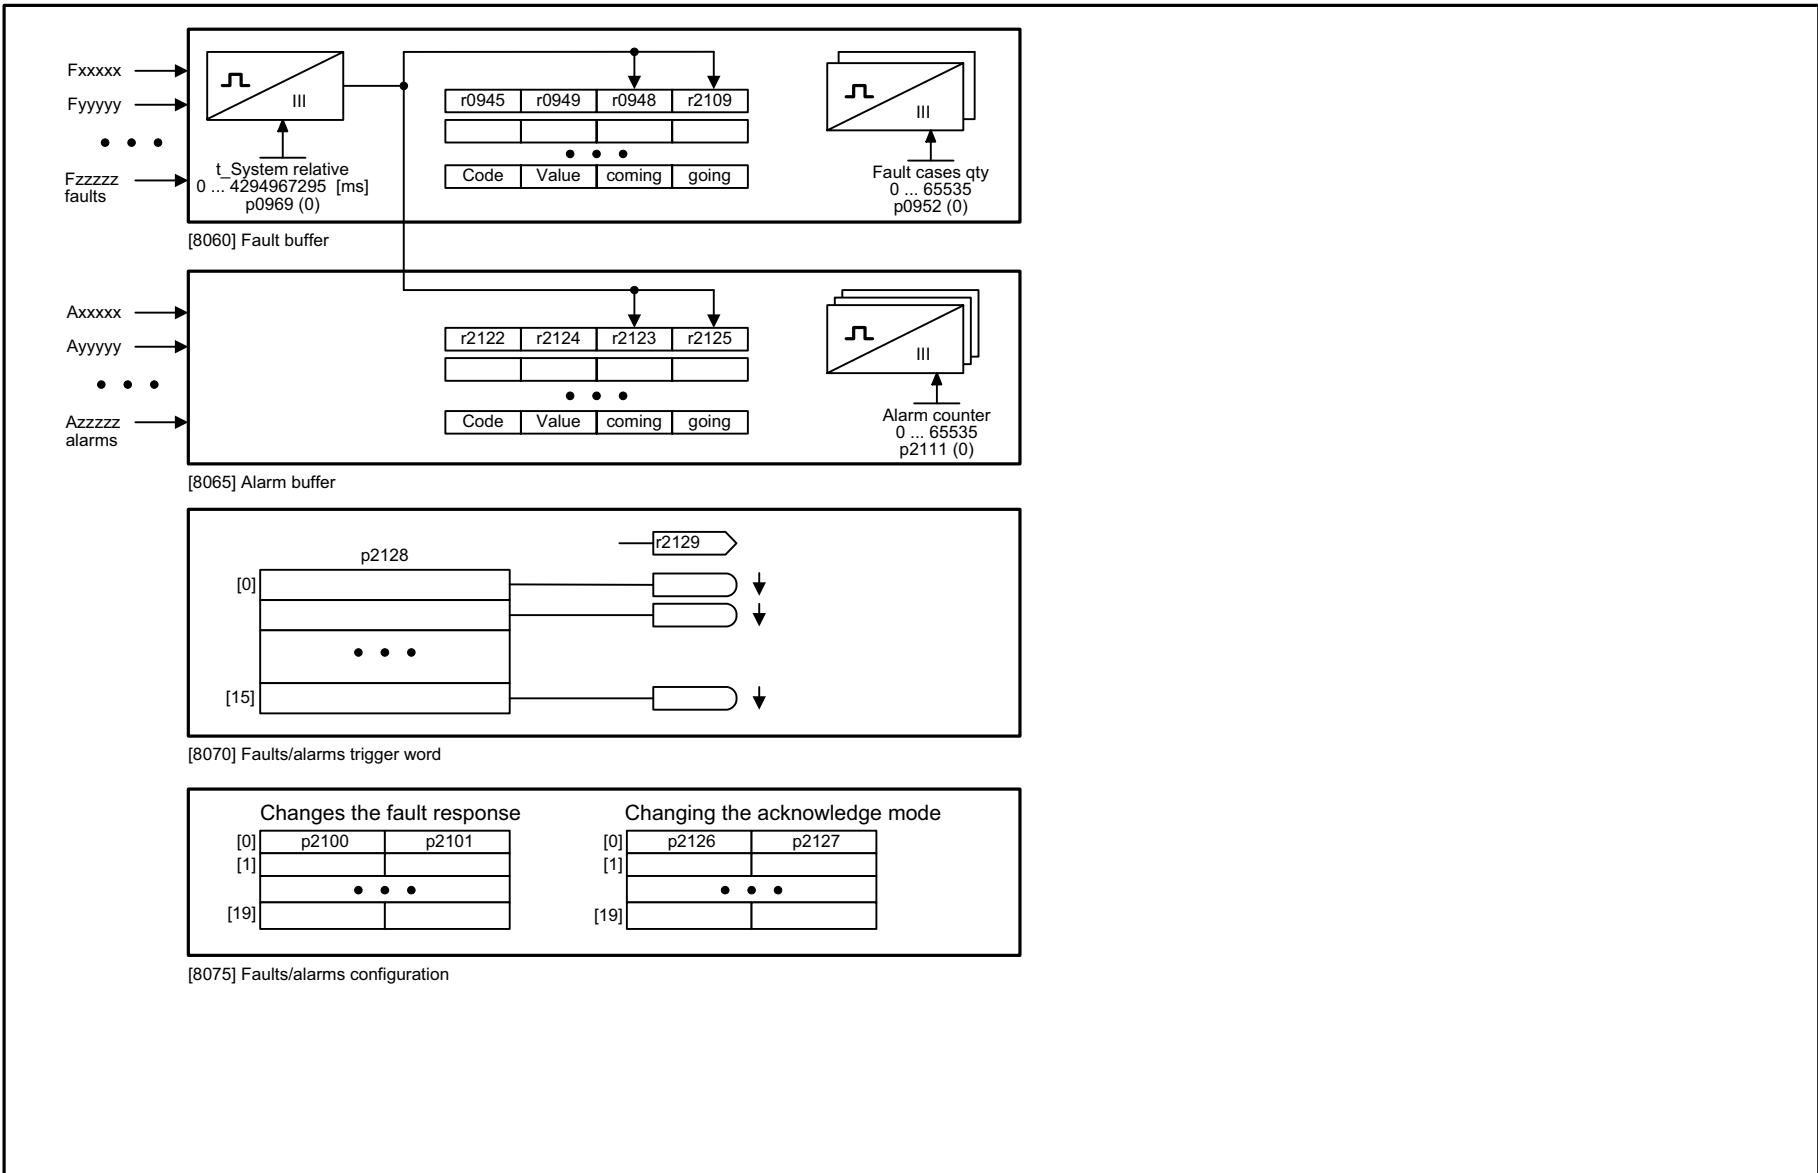 Fxxxxx
Fyyyyy
Fzzzzz
faults
III
t_System relative
0 ... 4294967295 [ms]
p0969 (0)
r0945 r0949 r0948 r2109
Code Value coming going
III
Fault cases qty
0 ... 65535
p0952 (0)
[8060] Fault buffer
Axxxxx
Ayyyyy
Azzzzz
alarms
r2122 r2124 r2123 r2125
Code Value coming going
III
Alarm counter
0 ... 65535
p2111 (0)
[8065] Alarm buffer
p2128
r2129
[0]
[15]
[8070] Faults/alarms trigger word
Changes the fault response
[0] p2100 p2101
[1]
[19]
Changing the acknowledge mode
[0] p2126 p2127
[1]
[19]
[8075] Faults/alarms configuration